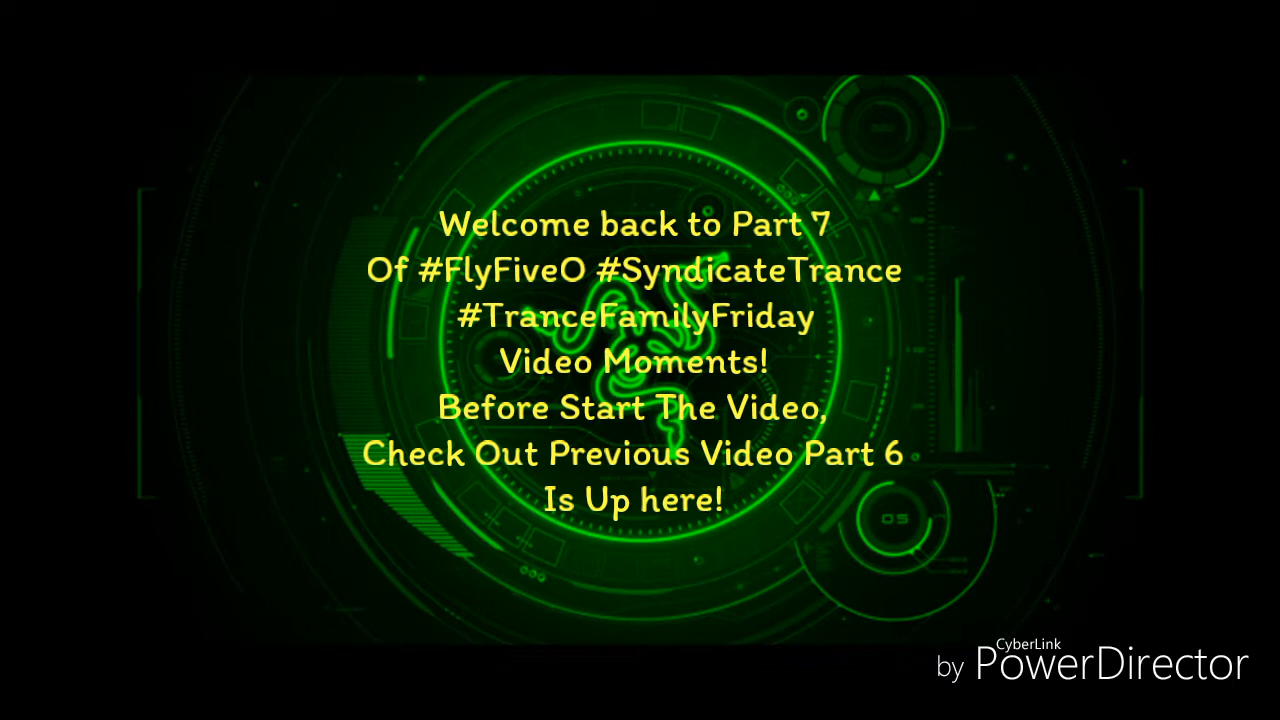 Welcome back to Part 7
Of #FlyFiveO #SyndicateTrance
#TranceFamilyFriday
Video Moments!
Before Start The Video,
Check Out Previous Video Part 6
Is Up here!
05
CyberLink
by PowerDirector